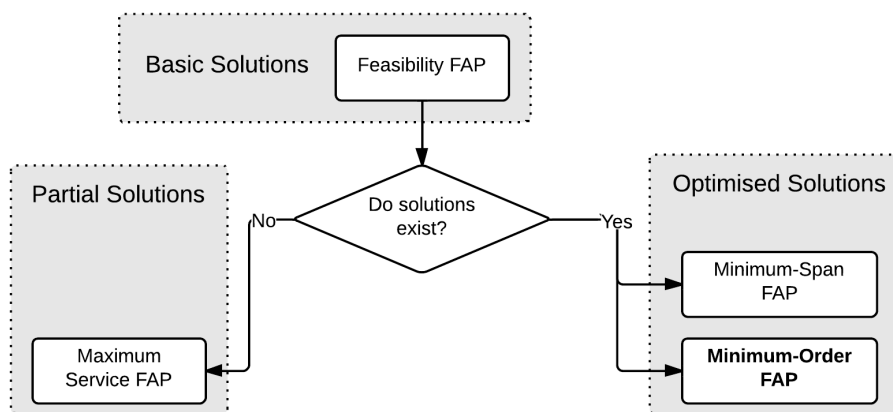 Basic Solutions
Feasibility FAP
Partial Solutions
Do solutions
exist?
No
Yes
Optimised Solutions
Minimum-Span
FAP
Maximum
Service FAP
Minimum-Order
FAP